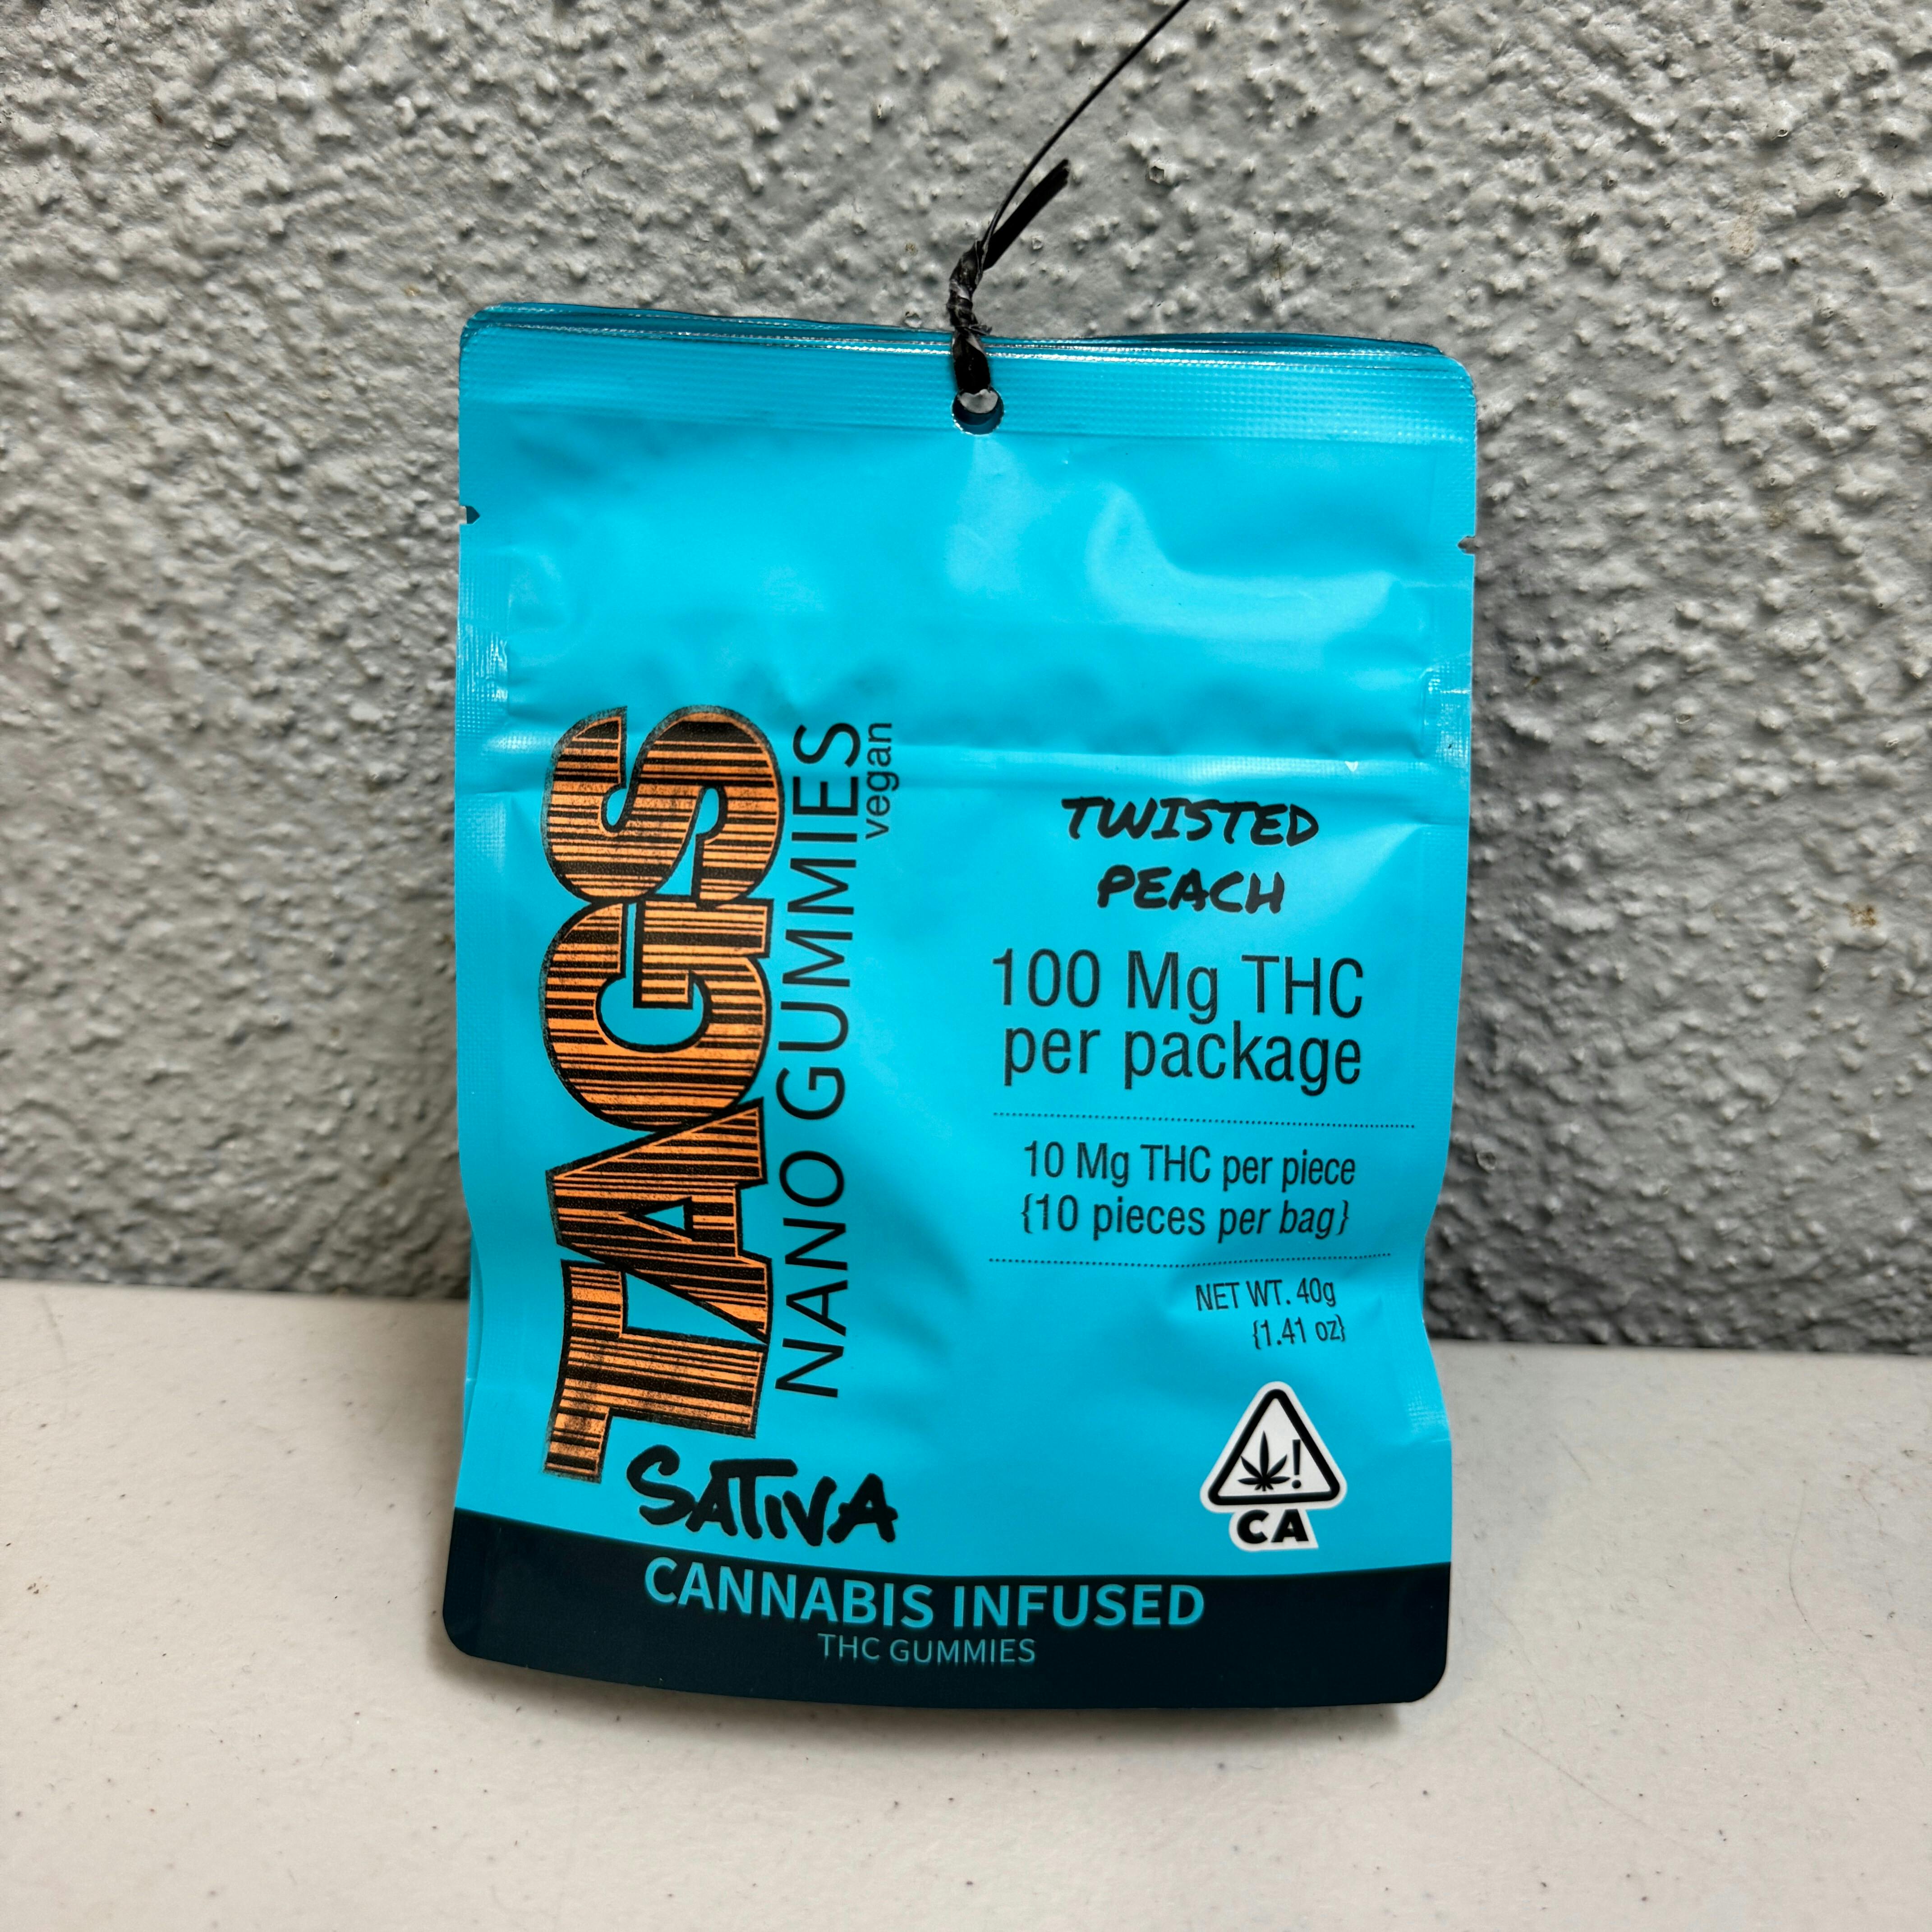 TAGS
NANO GUMMIES
vegan
SATIVA
TWISTED
PEACH
100 Mg THC
per package
10 Mg THC per piece
{10 pieces per bag}
NET WT. 40g
{1.41 oz}
!
CA
CANNABIS INFUSED
THC GUMMIES